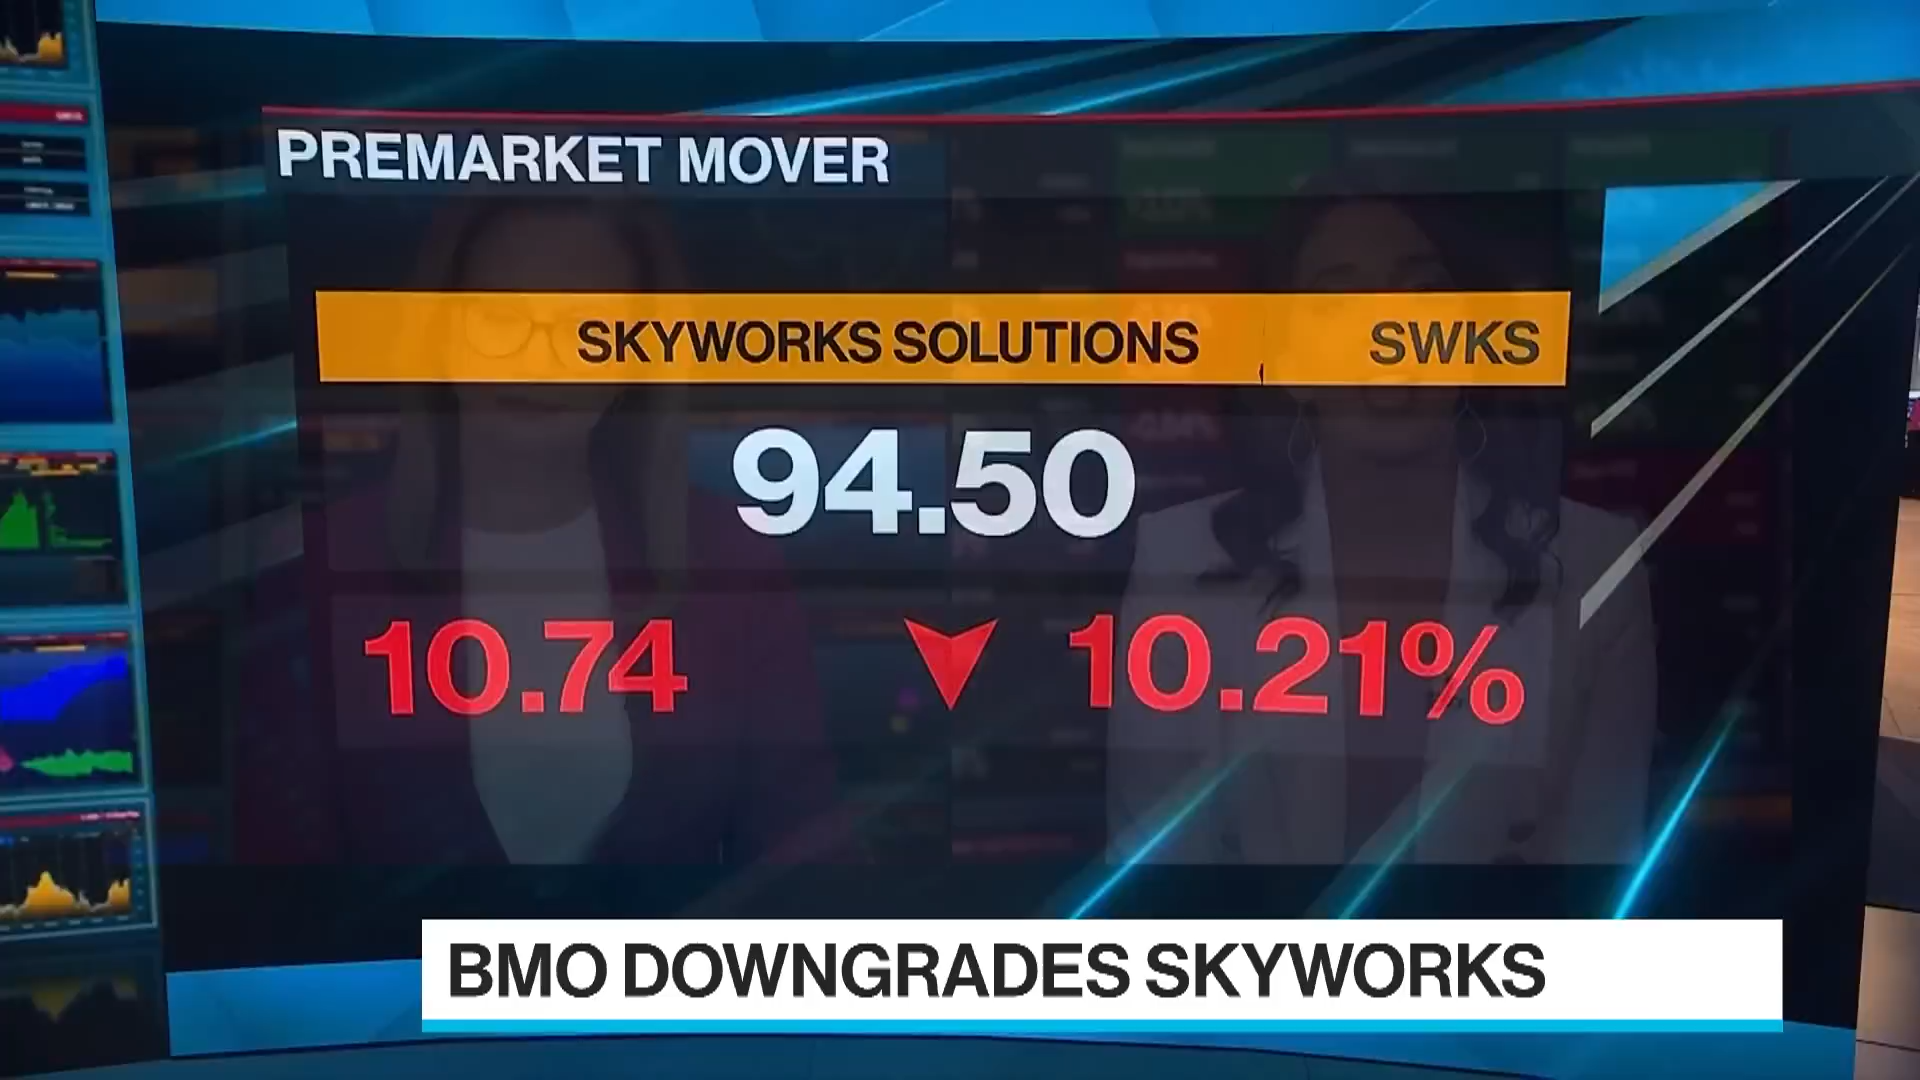 PREMARKET MOVER
SKYWORKS SOLUTIONS SWKS
94.50
10.74 10.21%
BMO DOWNGRADES SKYWORKS